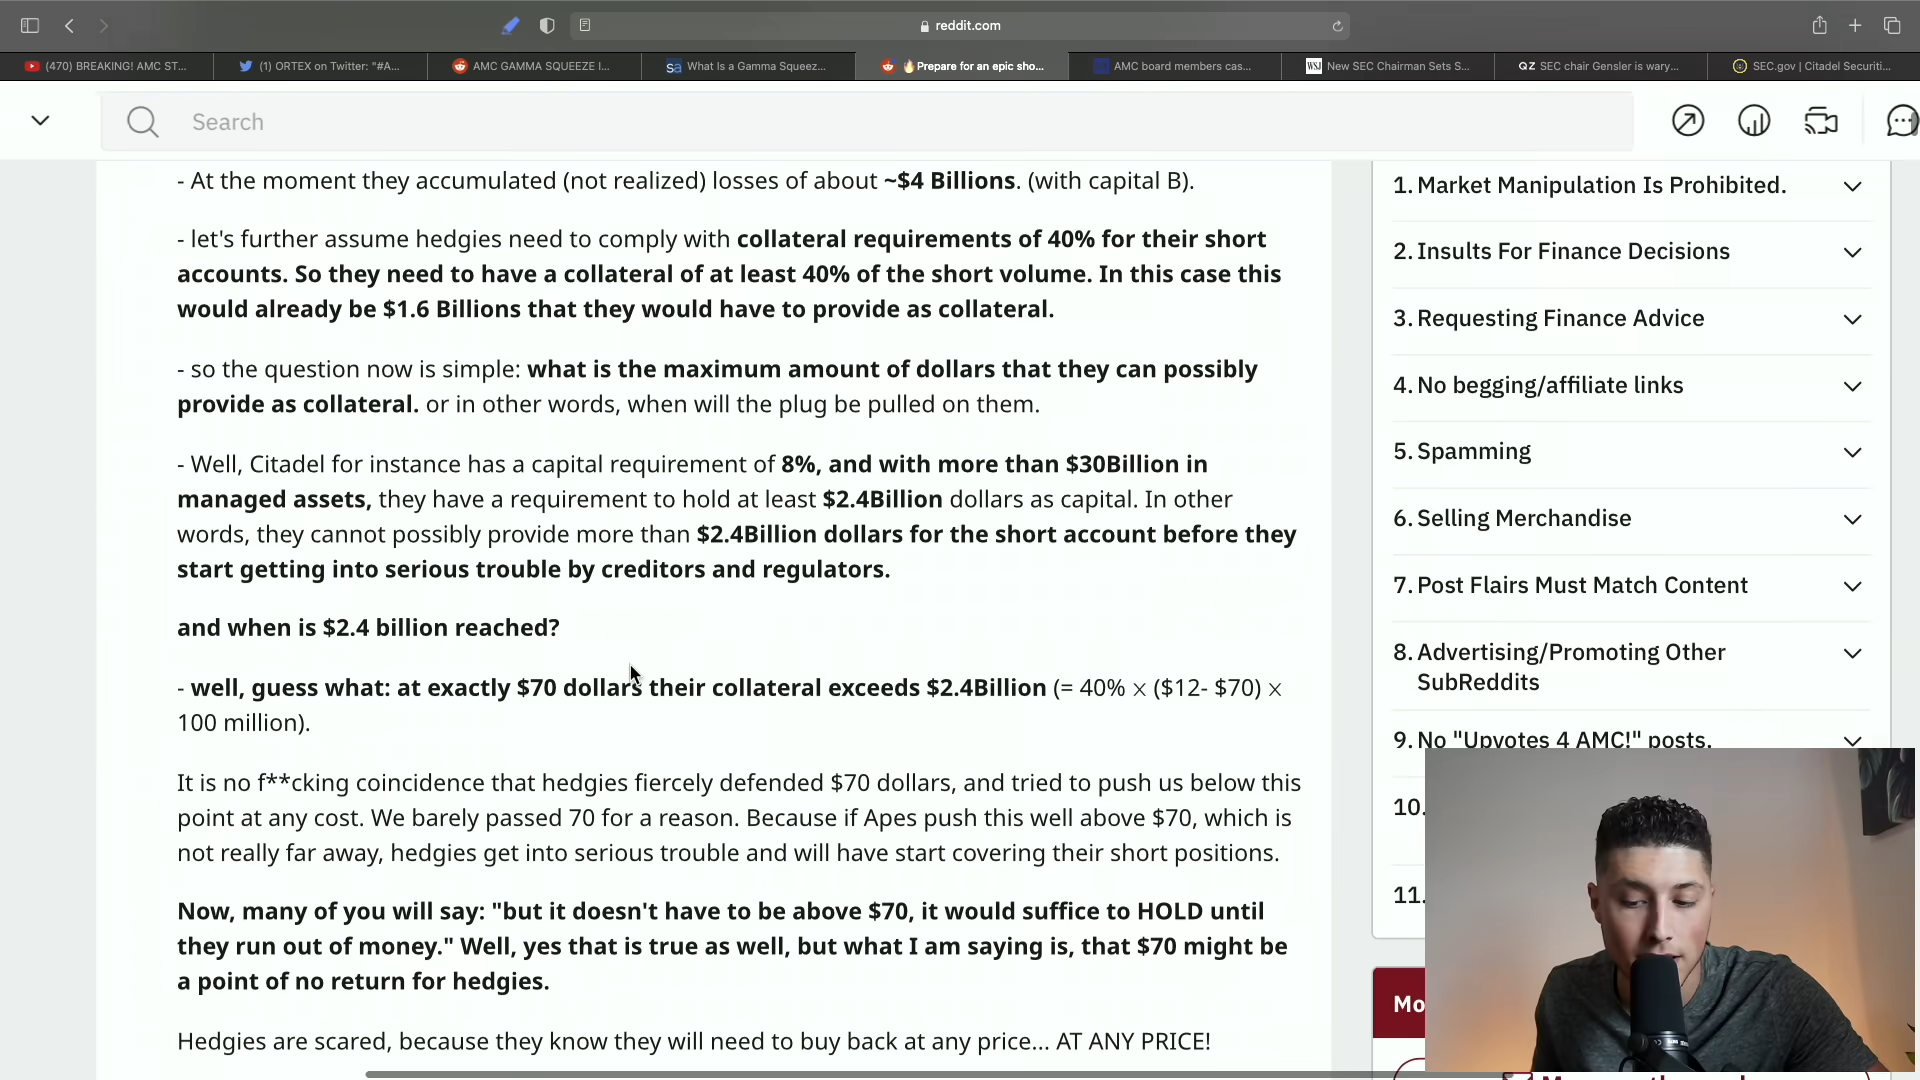 reddit.com
(470) BREAKING! AMC ST...
(1) ORTEX on Twitter: "#A...
AMC GAMMA SQUEEZE I...
sa What Is a Gamma Squeez...
🔥Prepare for an epic sho...
AMC board members cas...
WSJ New SEC Chairman Sets S...
QZ SEC chair Gensler is wary...
SEC.gov | Citadel Securiti...
Search
- At the moment they accumulated (not realized) losses of about ~$4 Billions. (with capital B).
- let's further assume hedgies need to comply with collateral requirements of 40% for their short
accounts. So they need to have a collateral of at least 40% of the short volume. In this case this
would already be $1.6 Billions that they would have to provide as collateral.
- so the question now is simple: what is the maximum amount of dollars that they can possibly
provide as collateral. or in other words, when will the plug be pulled on them.
- Well, Citadel for instance has a capital requirement of 8%, and with more than $30Billion in
managed assets, they have a requirement to hold at least $2.4Billion dollars as capital. In other
words, they cannot possibly provide more than $2.4Billion dollars for the short account before they
start getting into serious trouble by creditors and regulators.
and when is $2.4 billion reached?
- well, guess what: at exactly $70 dollars their collateral exceeds $2.4Billion (= 40% × ($12- $70) ×
100 million).
It is no f**cking coincidence that hedgies fiercely defended $70 dollars, and tried to push us below this
point at any cost. We barely passed 70 for a reason. Because if Apes push this well above $70, which is
not really far away, hedgies get into serious trouble and will have start covering their short positions.
Now, many of you will say: "but it doesn't have to be above $70, it would suffice to HOLD until
they run out of money." Well, yes that is true as well, but what I am saying is, that $70 might be
a point of no return for hedgies.
Hedgies are scared, because they know they will need to buy back at any price... AT ANY PRICE!
1. Market Manipulation Is Prohibited.
2. Insults For Finance Decisions
3. Requesting Finance Advice
4. No begging/affiliate links
5. Spamming
6. Selling Merchandise
7. Post Flairs Must Match Content
8. Advertising/Promoting Other
SubReddits
9. No "Upvotes 4 AMC!" posts.
10.
11.
Mo